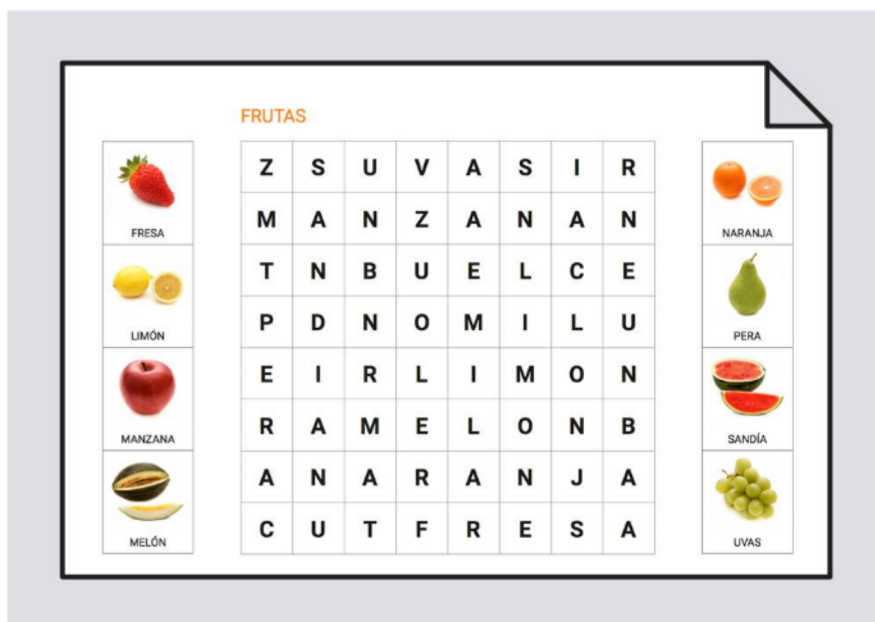 FRUTAS
Z S U V A S I R
M A N Z A N A N
T N B U E L C E
P D N O M I L U
E I R L I M O N
R A M E L O N B
A N A R A N J A
C U T F R E S A
FRESA
LIMÓN
MANZANA
MELÓN
NARANJA
PERA
SANDÍA
UVAS